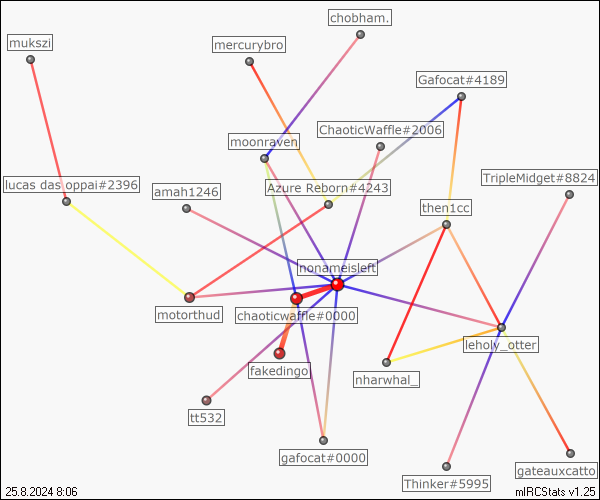 chobham.
mukszi
mercurybro
Gafocat#4189
ChaoticWaffle#2006
moonraven
TripleMidget#8824
lucas das oppai#2396
amah1246
Azure Reborn#4243
then1cc
nonameisleft
motorthud
chaoticwaffle#0000
leholy_otter
fakedingo
nharwhal_
tt532
gafocat#0000
Thinker#5995
gateauxcatto
25.8.2024 8:06
mIRCStats v1.25